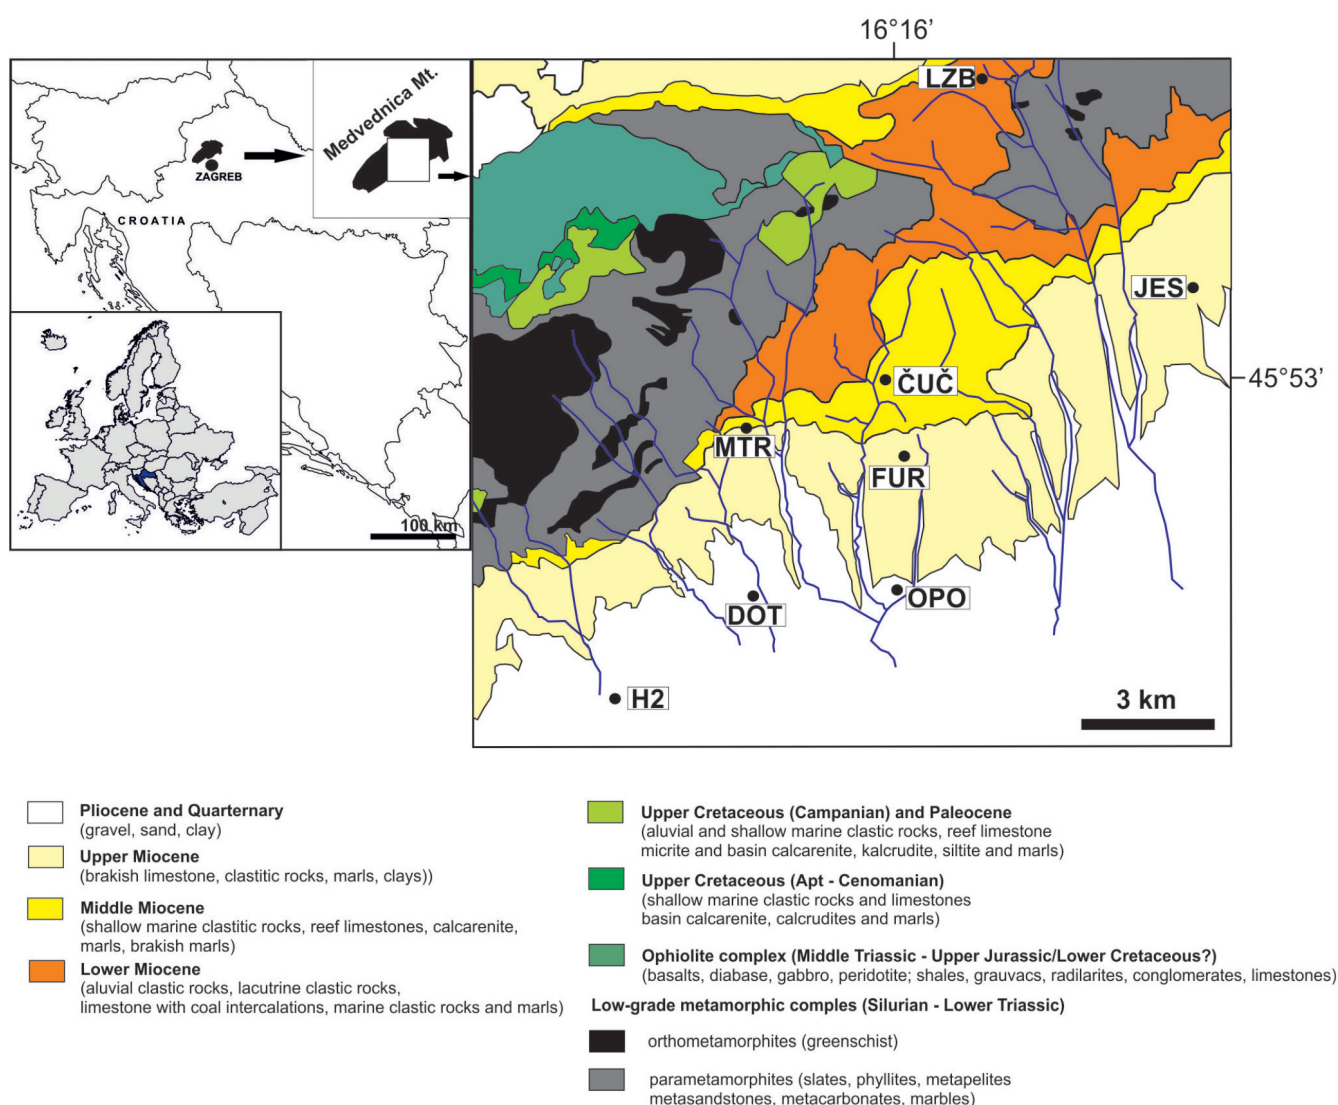 16°16’
Medvednica Mt.
ZAGREB
CROATIA
100 km
LZB
JES
45°53’
ČUČ
MTR
FUR
OPO
DOT
H2
3 km
Pliocene and Quarternary
(gravel, sand, clay)
Upper Miocene
(brakish limestone, clastitic rocks, marls, clays))
Middle Miocene
(shallow marine clastitic rocks, reef limestones, calcarenite,
marls, brakish marls)
Lower Miocene
(aluvial clastic rocks, lacutrine clastic rocks,
limestone with coal intercalations, marine clastic rocks and marls)
Upper Cretaceous (Campanian) and Paleocene
(aluvial and shallow marine clastic rocks, reef limestone
micrite and basin calcarenite, kalcrudite, siltite and marls)
Upper Cretaceous (Apt - Cenomanian)
(shallow marine clastic rocks and limestones
basin calcarenite, calcrudites and marls)
Ophiolite complex (Middle Triassic - Upper Jurassic/Lower Cretaceous?)
(basalts, diabase, gabbro, peridotite; shales, grauvacs, radilarites, conglomerates, limestones)
Low-grade metamorphic comples (Silurian - Lower Triassic)
orthometamorphites (greenschist)
parametamorphites (slates, phyllites, metapelites
metasandstones, metacarbonates, marbles)